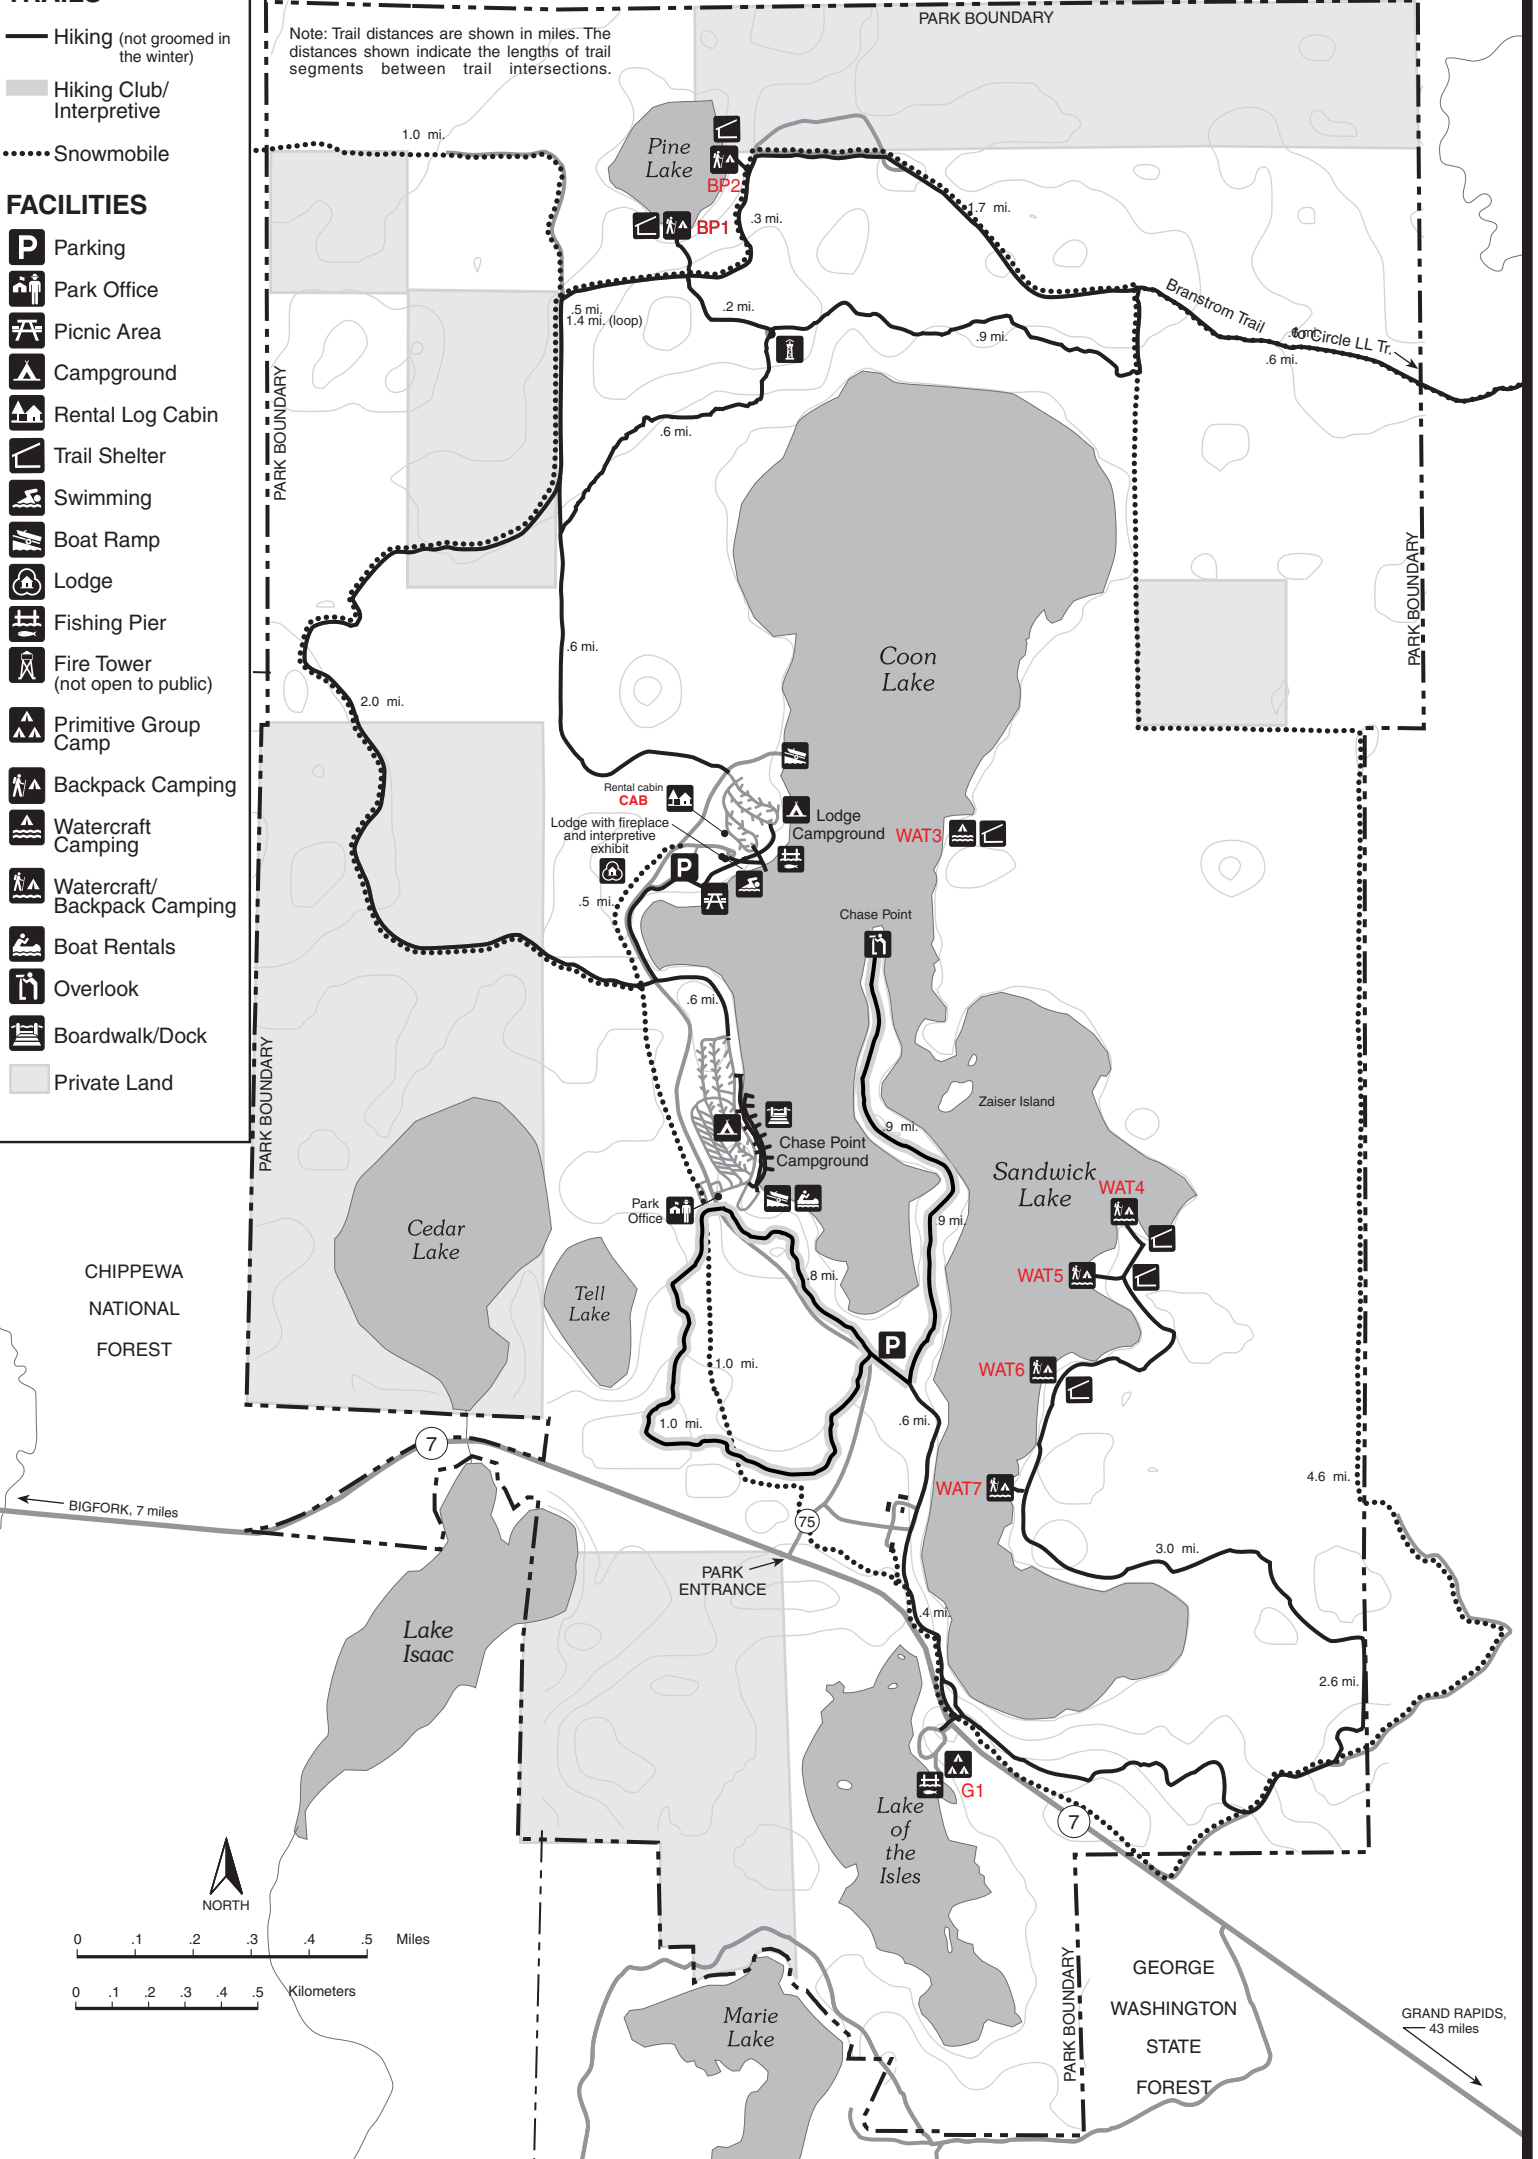 Hiking (not groomed in
the winter)
Hiking Club/
Interpretive
Snowmobile
FACILITIES
P Parking
Park Office
Picnic Area
Campground
Rental Log Cabin
Trail Shelter
Swimming
Boat Ramp
Lodge
Fishing Pier
Fire Tower
(not open to public)
Primitive Group
Camp
Backpack Camping
Watercraft
Camping
Watercraft/
Backpack Camping
Boat Rentals
Overlook
Boardwalk/Dock
Private Land
PARK BOUNDARY
Note: Trail distances are shown in miles. The
distances shown indicate the lengths of trail
segments between trail intersections.
1.0 mi.
Pine
Lake
BP2
BP1
.3 mi.
1.7 mi.
.5 mi.
1.4 mi. (loop)
.2 mi.
.9 mi.
Branstrom Trail
.6 mi.
to Circle LL Tr.
.6 mi.
PARK BOUNDARY
.6 mi.
PARK BOUNDARY
.6 mi.
Coon
Lake
2.0 mi.
Rental cabin
CAB
Lodge with fireplace
and interpretive
exhibit
Lodge
Campground
WAT3
P
.5 mi.
Chase Point
.6 mi.
PARK BOUNDARY
Zaiser Island
.9 mi.
Chase Point
Campground
Sandwick
Lake
WAT4
Park
Office
.9 mi.
Cedar
Lake
CHIPPEWA
NATIONAL
FOREST
Tell
Lake
.8 mi.
WAT5
P
1.0 mi.
WAT6
1.0 mi.
.6 mi.
7
4.6 mi.
WAT7
BIGFORK, 7 miles
75
3.0 mi.
PARK
ENTRANCE
.4 mi.
Lake
Isaac
2.6 mi.
G1
Lake
of
the
Isles
7
NORTH
0 .1 .2 .3 .4 .5 Miles
0 .1 .2 .3 .4 .5 Kilometers
Marie
Lake
PARK BOUNDARY
GEORGE
WASHINGTON
STATE
FOREST
GRAND RAPIDS,
43 miles